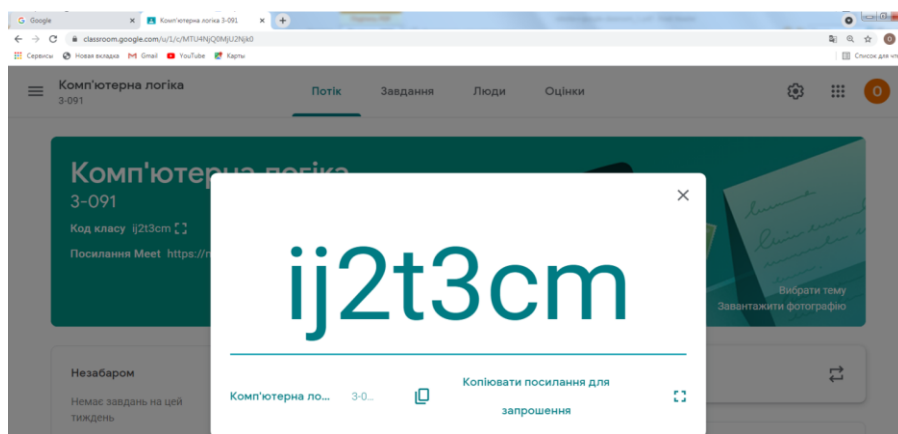 Google
Комп'ютерна логіка 3-091
classroom.google.com/u/1/c/MTU4NjQ0MjU2Njk0
Сервисы
Новая вкладка
Gmail
YouTube
Карты
Список для чт
Комп'ютерна логіка
3-091
Потік
Завдання
Люди
Оцінки
О
Комп'ютерна логіка
3-091
Код класу ij2t3cm
Посилання Meet https://n
ij2t3cm
Вибрати тему
Завантажити фотографію
Комп'ютерна ло...
3-0...
Копіювати посилання для
запрошення
Незабаром
Немає завдань на цей
тиждень